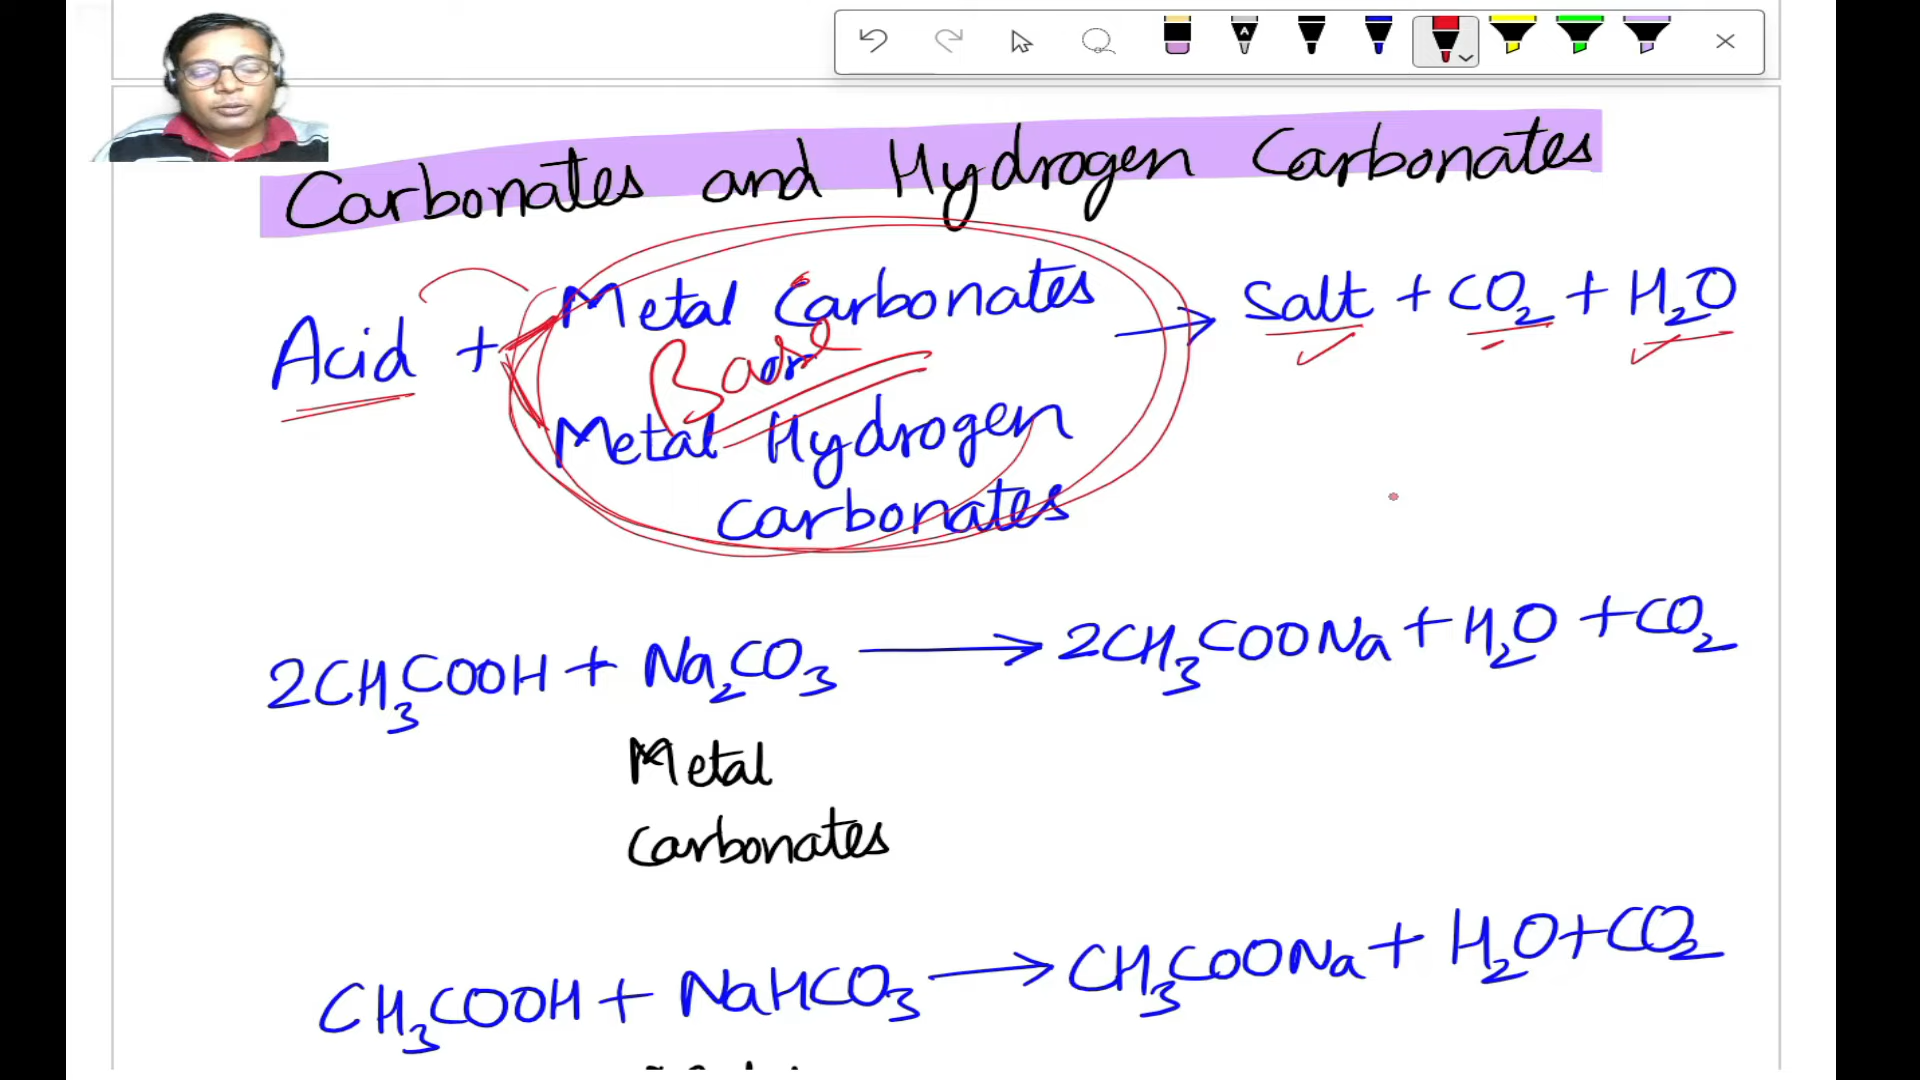 Carbonates and Hydrogen Carbonates
Metal Carbonates
Acid + → Salt + CO2 + H2O
Base
or
Metal Hydrogen
carbonates
2CH3COOH + Na2CO3 → 2CH3COONa + H2O + CO2
Metal
Carbonates
CH3COOH + NaHCO3 → CH3COONa + H2O + CO2